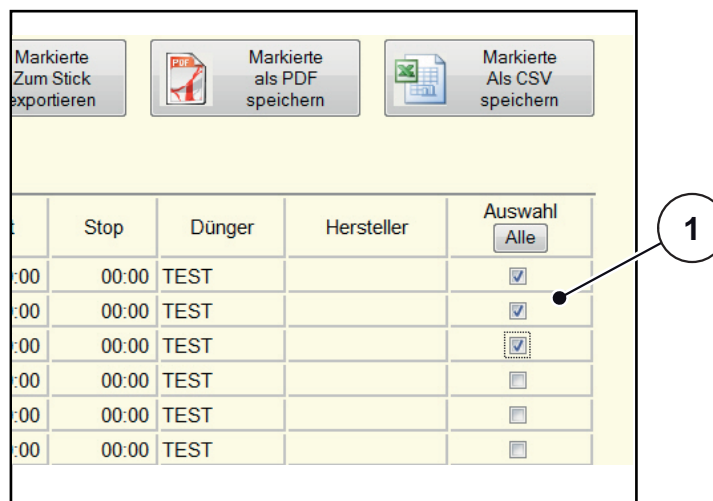 Markierte
Zum Stick
exportieren
PDF
Markierte
als PDF
speichern
Markierte
Als CSV
speichern
Stop Dünger Hersteller Auswahl
Alle
1
:00 00:00 TEST
:00 00:00 TEST
:00 00:00 TEST
:00 00:00 TEST
:00 00:00 TEST
:00 00:00 TEST